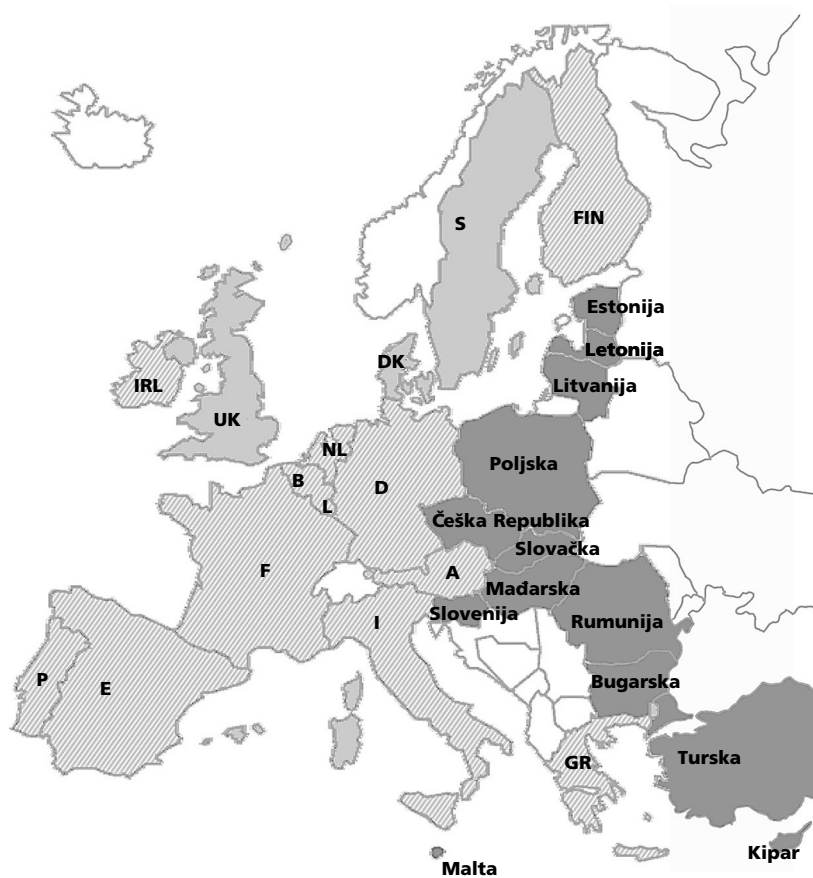 S
FIN
Estonija
Letonija
DK
Litvanija
IRL
UK
NL
Poljska
B
D
L
Češka Republika
Slovačka
F
A
Mađarska
Slovenija
I
Rumunija
P
E
Bugarska
GR
Turska
Kipar
Malta